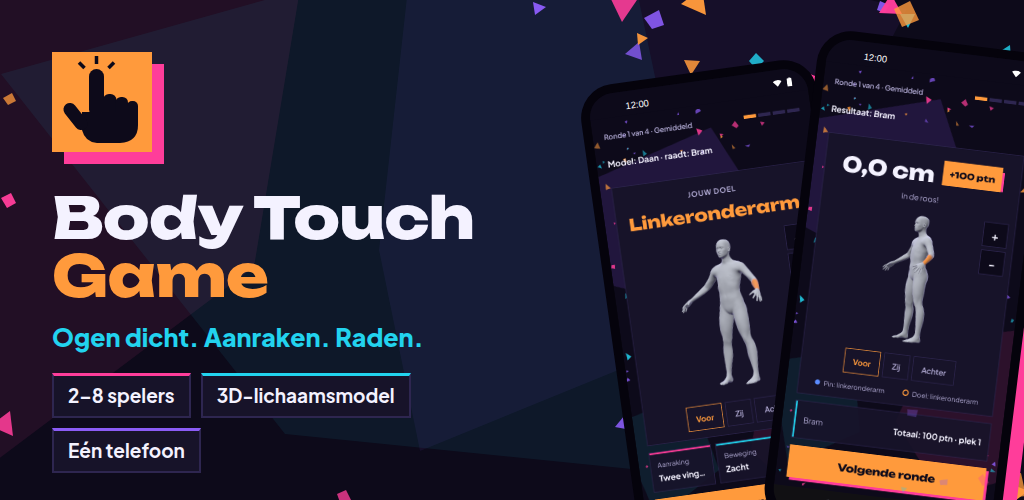 Body Touch
Game
Ogen dicht. Aanraken. Raden.
2–8 spelers
3D-lichaamsmodel
Eén telefoon
12:00
Ronde 1 van 4 · Gemiddeld
Model: Daan · raadt: Bram
JOUW DOEL
Linkeronderarm
Voor
Zij
Aanraking
Twee ving...
Beweging
Zacht
12:00
Ronde 1 van 4 · Gemiddeld
Resultaat: Bram
0,0 cm
+100 ptn
In de roos!
+
-
Voor
Zij
Achter
Pin: linkeronderarm
Doel: linkeronderarm
Bram
Totaal: 100 ptn · plek 1
Volgende ronde